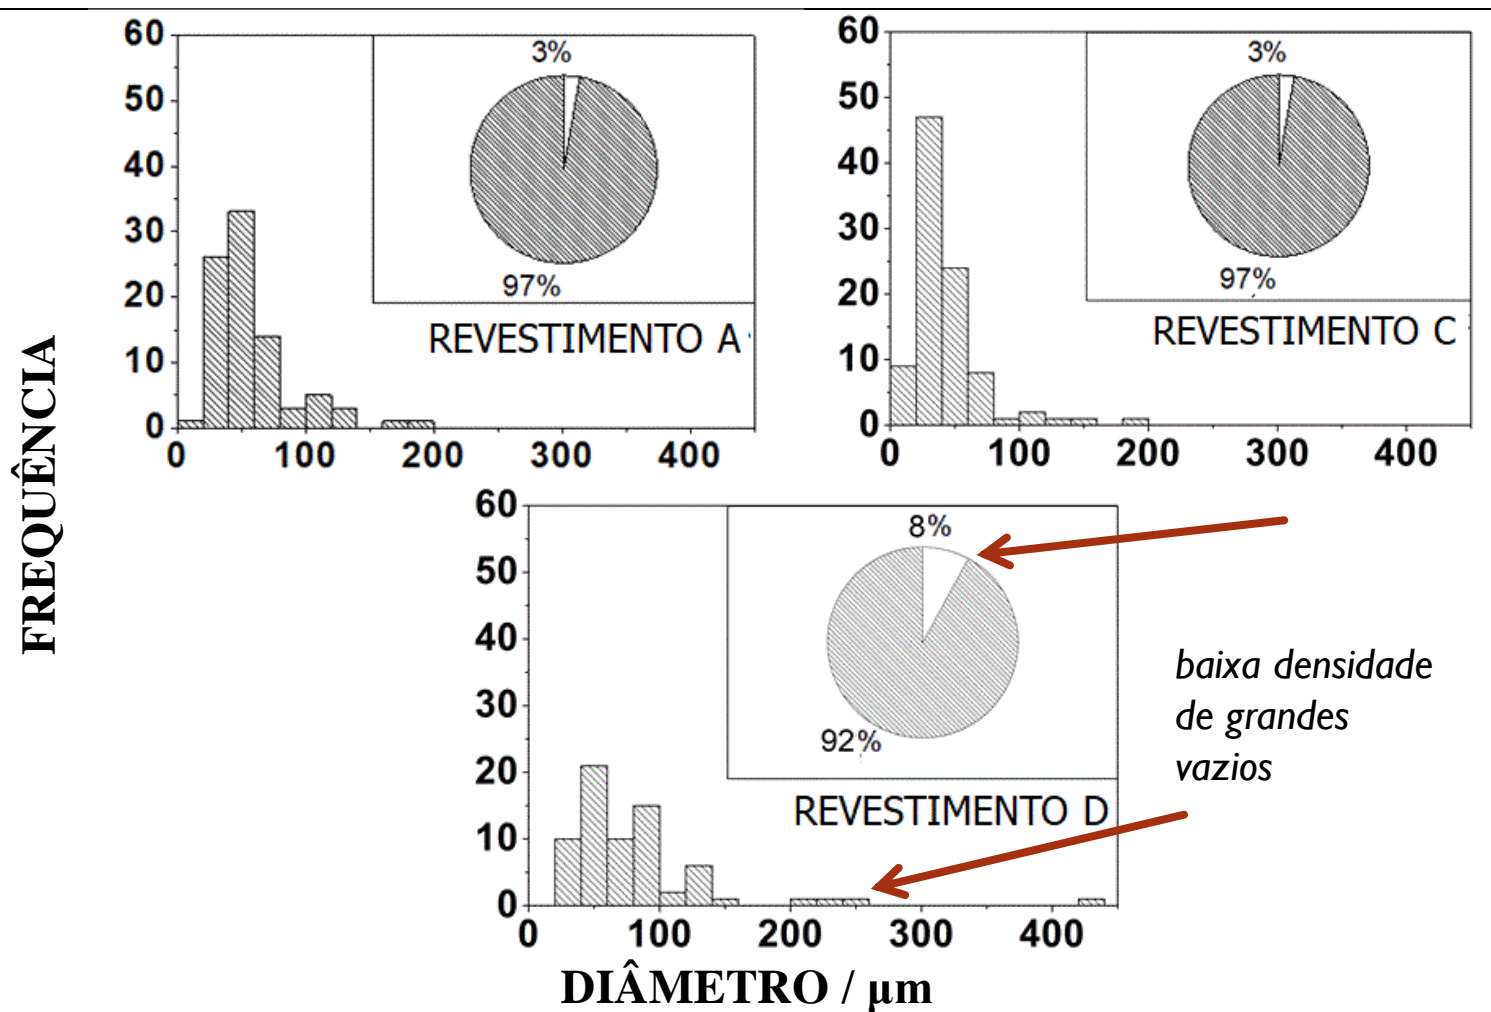 FREQUÊNCIA
60
50
40
30
20
10
0
0 100 200 300 400
3%
97%
REVESTIMENTO A
60
50
40
30
20
10
0
0 100 200 300 400
3%
97%
REVESTIMENTO C
60
50
40
30
20
10
0
0 100 200 300 400
8%
92%
REVESTIMENTO D
baixa densidade
de grandes
vazios
DIÂMETRO / µm